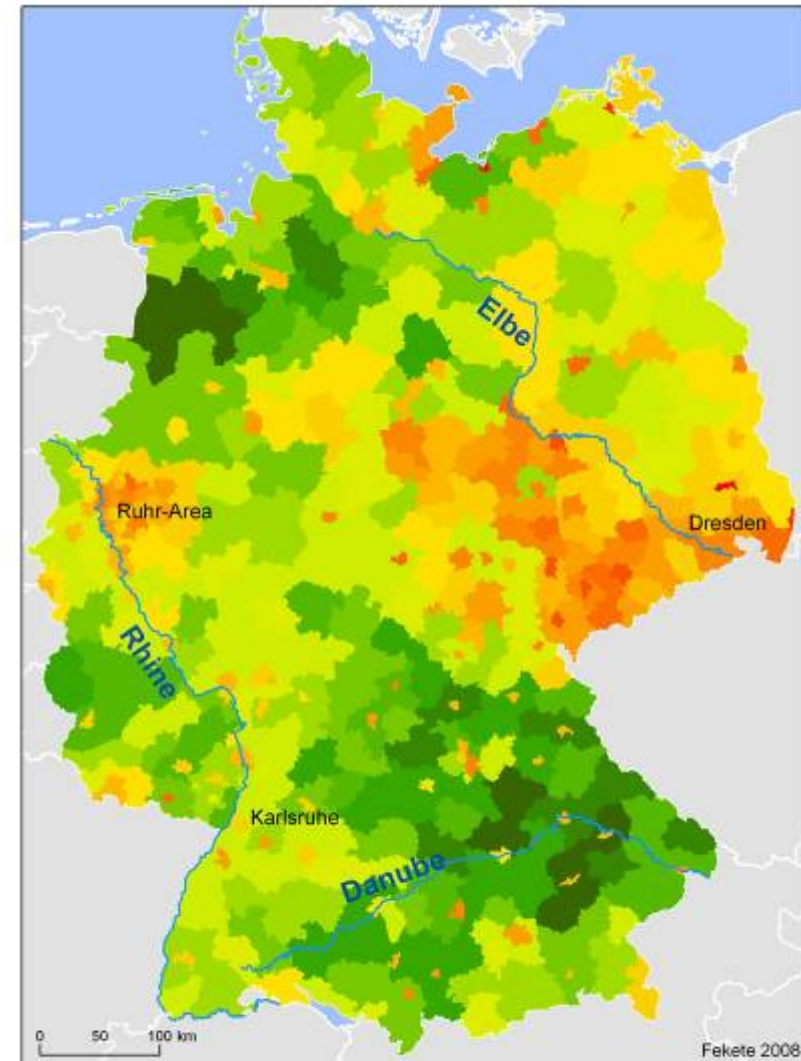 Elbe
Ruhr-Area
Dresden
Rhine
Karlsruhe
Danube
0 50 100 km
Fekete 2008